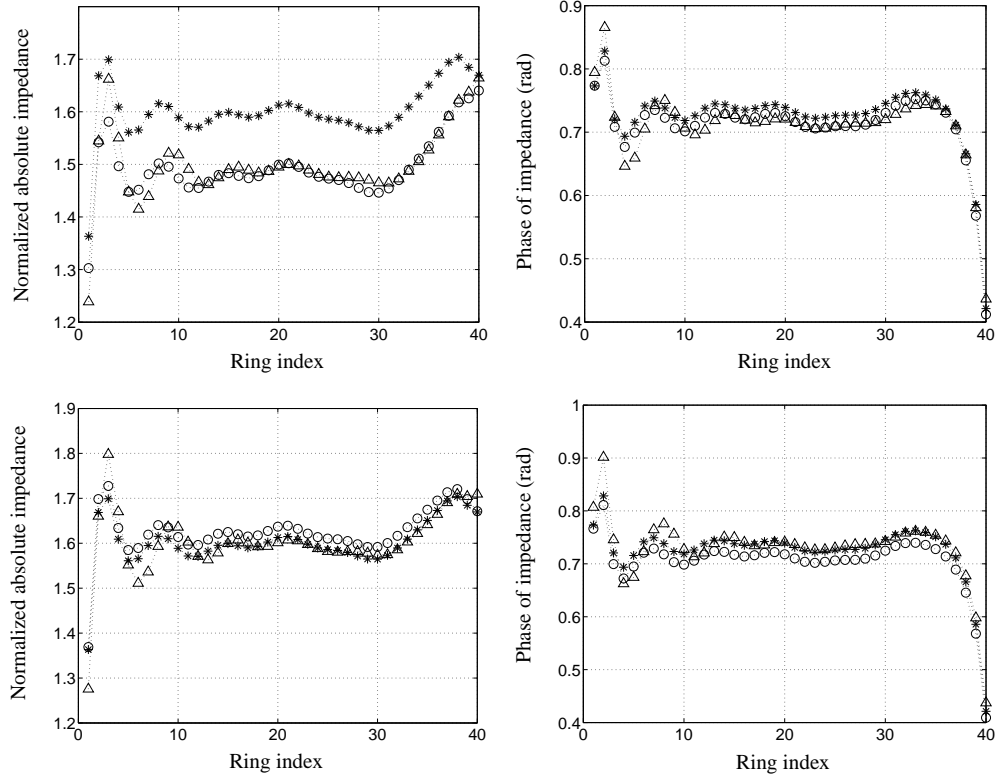 Normalized absolute impedance
1.7
1.6
1.5
1.4
1.3
1.2
0 10 20 30 40
Ring index
Phase of impedance (rad)
0.9
0.8
0.7
0.6
0.5
0.4
0 10 20 30 40
Ring index
Normalized absolute impedance
1.9
1.8
1.7
1.6
1.5
1.4
1.3
1.2
0 10 20 30 40
Ring index
Phase of impedance (rad)
1
0.9
0.8
0.7
0.6
0.5
0.4
0 10 20 30 40
Ring index